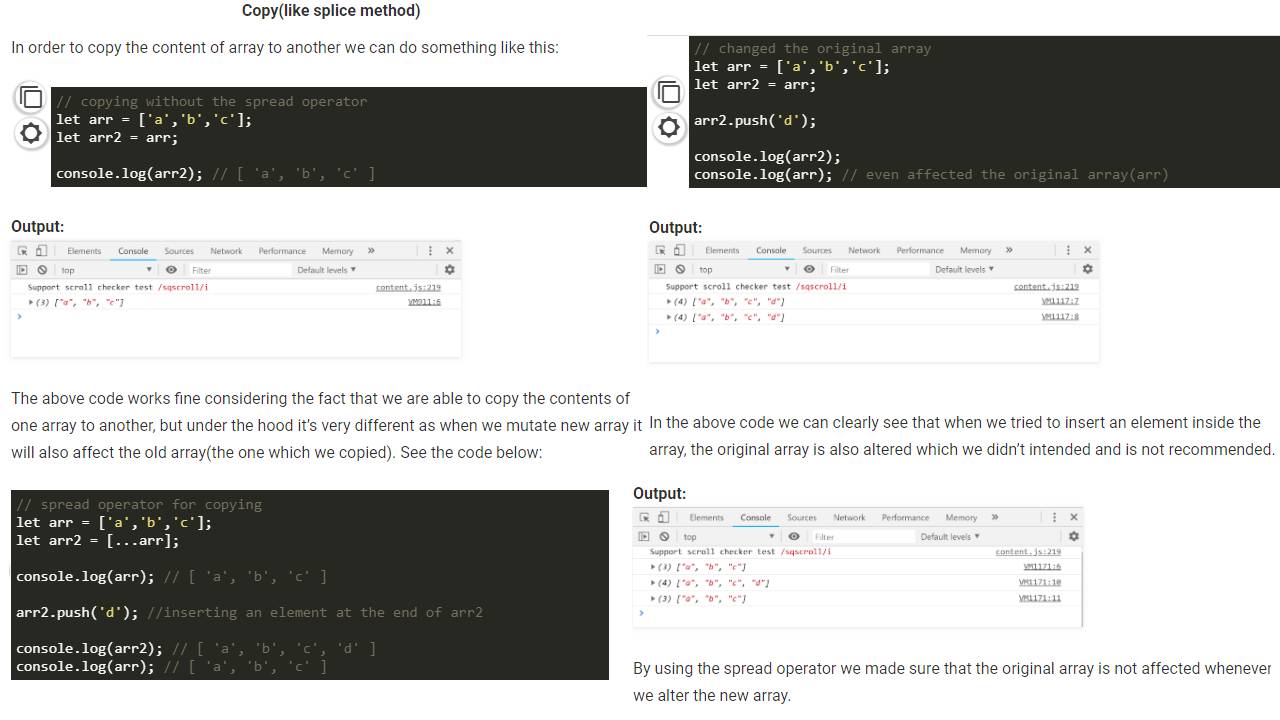 Copy(like splice method)
In order to copy the content of array to another we can do something like this:
// copying without the spread operator
let arr = ['a','b','c'];
let arr2 = arr;
console.log(arr2); // [ 'a', 'b', 'c' ]
Output:
Elements Console Sources Network Performance Memory »
top Filter Default levels
Support scroll checker test /sqscroll/i content.js:219
(3) ["a", "b", "c"] VM911:6
The above code works fine considering the fact that we are able to copy the contents of
one array to another, but under the hood it's very different as when we mutate new array it
will also affect the old array(the one which we copied). See the code below:
// changed the original array
let arr = ['a','b','c'];
let arr2 = arr;
arr2.push('d');
console.log(arr2);
console.log(arr); // even affected the original array(arr)
Output:
Elements Console Sources Network Performance Memory »
top Filter Default levels
Support scroll checker test /sqscroll/i content.js:219
(4) ["a", "b", "c", "d"] VM1117:7
(4) ["a", "b", "c", "d"] VM1117:8
In the above code we can clearly see that when we tried to insert an element inside the
array, the original array is also altered which we didn’t intended and is not recommended.
// spread operator for copying
let arr = ['a','b','c'];
let arr2 = [...arr];
console.log(arr); // [ 'a', 'b', 'c' ]
arr2.push('d'); //inserting an element at the end of arr2
console.log(arr2); // [ 'a', 'b', 'c', 'd' ]
console.log(arr); // [ 'a', 'b', 'c' ]
Output:
Elements Console Sources Network Performance Memory »
top Filter Default levels
Support scroll checker test /sqscroll/i content.js:219
(3) ["a", "b", "c"] VM1171:6
(4) ["a", "b", "c", "d"] VM1171:10
(3) ["a", "b", "c"] VM1171:11
By using the spread operator we made sure that the original array is not affected whenever
we alter the new array.